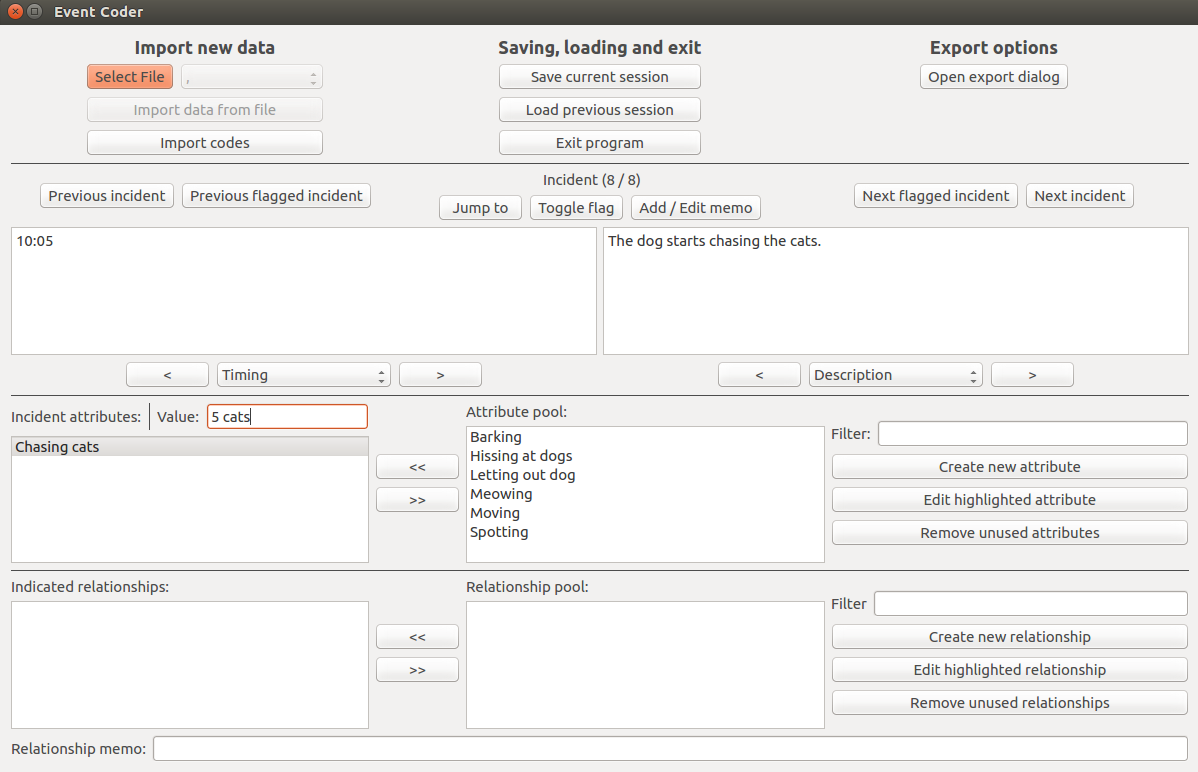 Event Coder
Import new data
Saving, loading and exit
Export options
Select File
,
Save current session
Open export dialog
Import data from file
Load previous session
Import codes
Exit program
Incident (8 / 8)
Previous incident
Previous flagged incident
Jump to
Toggle flag
Add / Edit memo
Next flagged incident
Next incident
10:05
The dog starts chasing the cats.
<
Timing
>
<
Description
>
Incident attributes:
Value:
5 cats
Chasing cats
<<
>>
Attribute pool:
Barking
Hissing at dogs
Letting out dog
Meowing
Moving
Spotting
Filter:
Create new attribute
Edit highlighted attribute
Remove unused attributes
Indicated relationships:
<<
>>
Relationship pool:
Filter
Create new relationship
Edit highlighted relationship
Remove unused relationships
Relationship memo: